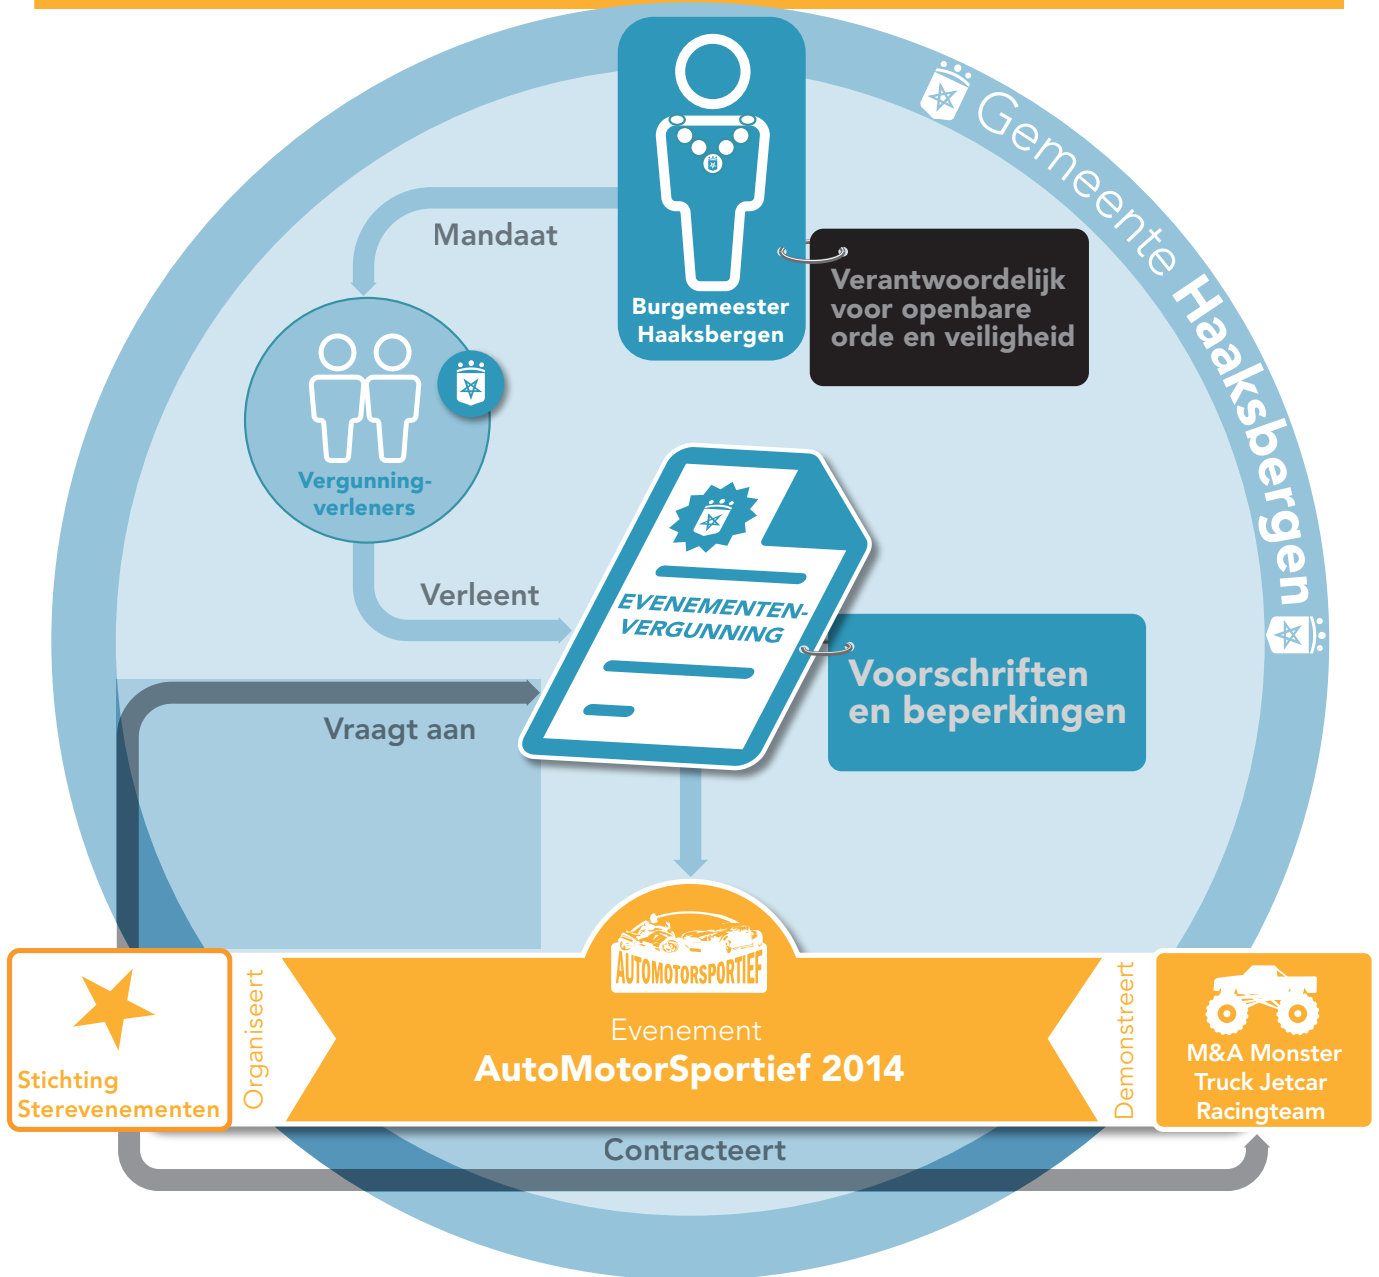 Gemeente Haaksbergen
Burgemeester
Haaksbergen
Verantwoordelijk
voor openbare
orde en veiligheid
Mandaat
Vergunning-
verleners
Verleent
EVENEMENTEN-
VERGUNNING
Voorschriften
en beperkingen
Vraagt aan
Stichting
Sterevenementen
Organiseert
AUTOMOTORSPORTIEF
Evenement
AutoMotorSportief 2014
Demonstreert
M&A Monster
Truck Jetcar
Racingteam
Contracteert